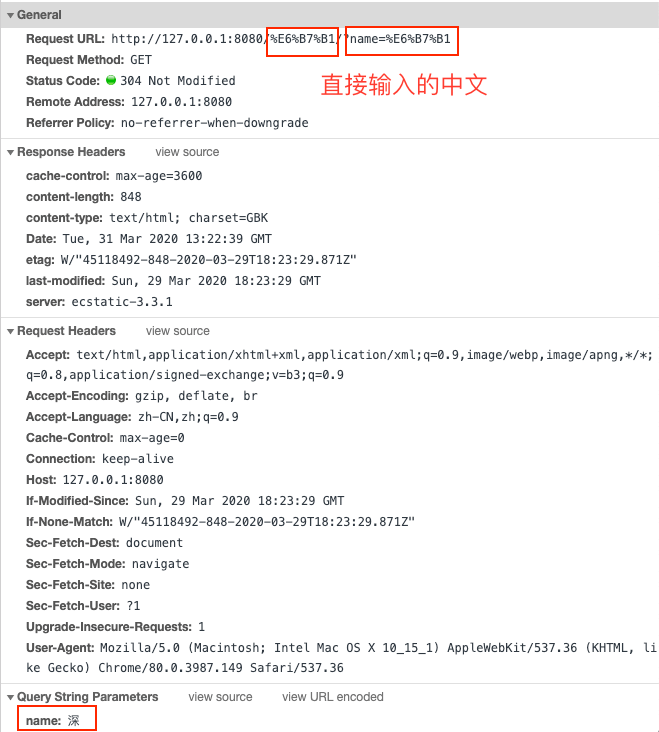 General
Request URL: http://127.0.0.1:8080/%E6%B7%B1/?name=%E6%B7%B1
Request Method: GET
Status Code: 304 Not Modified
直接输入的中文
Remote Address: 127.0.0.1:8080
Referrer Policy: no-referrer-when-downgrade
Response Headers view source
cache-control: max-age=3600
content-length: 848
content-type: text/html; charset=GBK
Date: Tue, 31 Mar 2020 13:22:39 GMT
etag: W/"45118492-848-2020-03-29T18:23:29.871Z"
last-modified: Sun, 29 Mar 2020 18:23:29 GMT
server: ecstatic-3.3.1
Request Headers view source
Accept: text/html,application/xhtml+xml,application/xml;q=0.9,image/webp,image/apng,*/*;
q=0.8,application/signed-exchange;v=b3;q=0.9
Accept-Encoding: gzip, deflate, br
Accept-Language: zh-CN,zh;q=0.9
Cache-Control: max-age=0
Connection: keep-alive
Host: 127.0.0.1:8080
If-Modified-Since: Sun, 29 Mar 2020 18:23:29 GMT
If-None-Match: W/"45118492-848-2020-03-29T18:23:29.871Z"
Sec-Fetch-Dest: document
Sec-Fetch-Mode: navigate
Sec-Fetch-Site: none
Sec-Fetch-User: ?1
Upgrade-Insecure-Requests: 1
User-Agent: Mozilla/5.0 (Macintosh; Intel Mac OS X 10_15_1) AppleWebKit/537.36 (KHTML, li
ke Gecko) Chrome/80.0.3987.149 Safari/537.36
Query String Parameters view source view URL encoded
name: 深